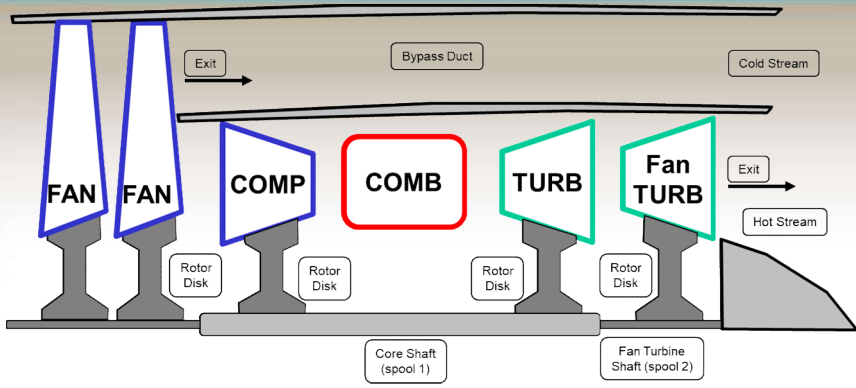 Exit
Bypass Duct
Cold Stream
FAN
FAN
COMP
COMB
TURB
Fan
TURB
Exit
Hot Stream
Rotor
Disk
Rotor
Disk
Rotor
Disk
Rotor
Disk
Core Shaft
(spool 1)
Fan Turbine
Shaft (spool 2)